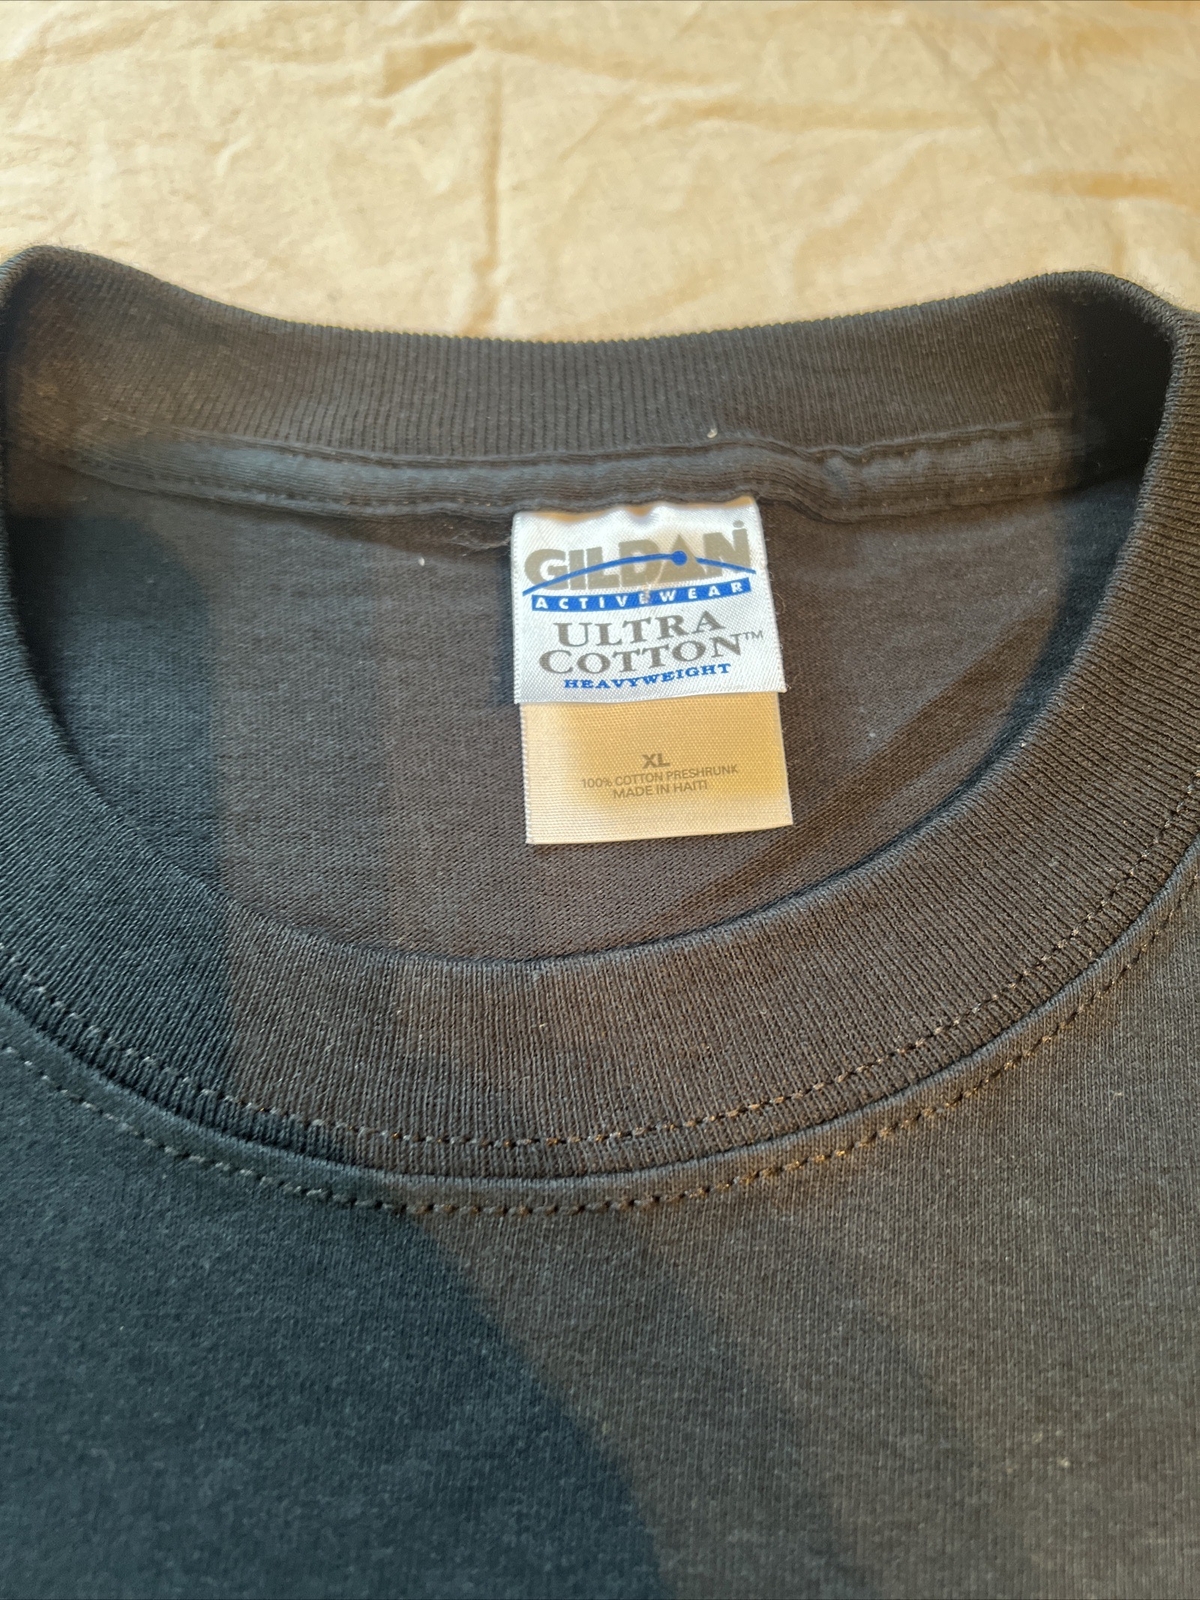 GILDAN
ACTIVEWEAR
ULTRA
COTTON™
HEAVYWEIGHT
XL
100% COTTON PRESHRUNK
MADE IN HAITI